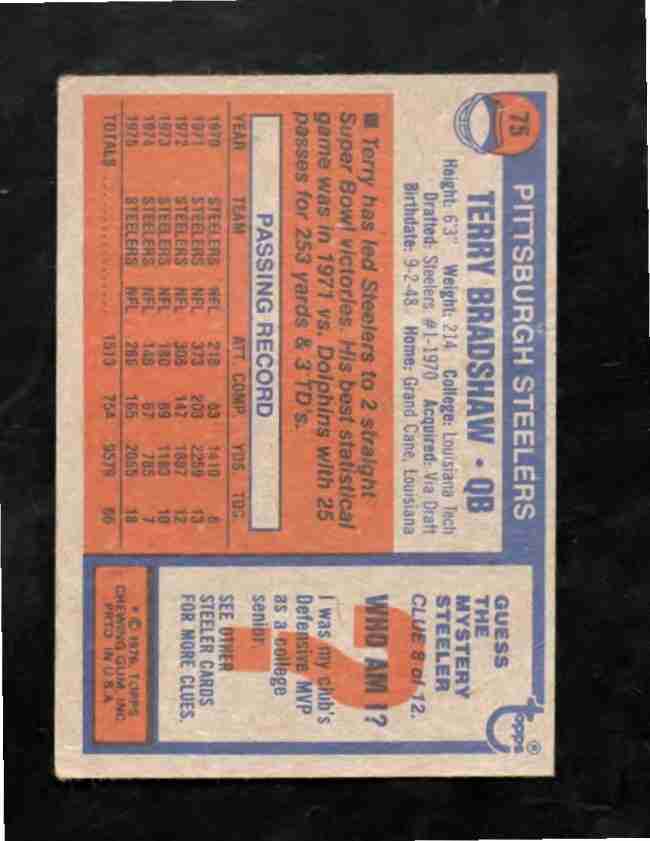 75
PITTSBURGH STEELERS
TERRY BRADSHAW • QB
Height: 6'3" Weight: 214 College: Louisiana Tech
Drafted: Steelers #1-1970 Acquired: Via Draft
Birthdate: 9-2-48 Home: Grand Cane, Louisiana
Terry has led Steelers to 2 straight
Super Bowl victories. His best statistical
game was in 1971 vs. Dolphins with 25
passes for 253 yards & 3 TD's.
PASSING RECORD
YEAR TEAM ATT. COMP. YDS. TDS
1970 STEELERS NFL 218 83 1410 6
1971 STEELERS NFL 373 203 2259 13
1972 STEELERS NFL 308 147 1887 12
1973 STEELERS NFL 180 89 1183 10
1974 STEELERS NFL 148 67 785 7
1975 STEELERS NFL 286 165 2055 18
TOTALS 1513 754 9579 66
topps®
GUESS
THE
MYSTERY
STEELER
CLUE 8 of 12.
WHO AM I?
I was my club's
Defensive MVP
as a college
senior.
SEE OTHER
STEELER CARDS
FOR MORE CLUES.
* © 1976, TOPPS
CHEWING GUM, INC.
PRTD IN U.S.A.